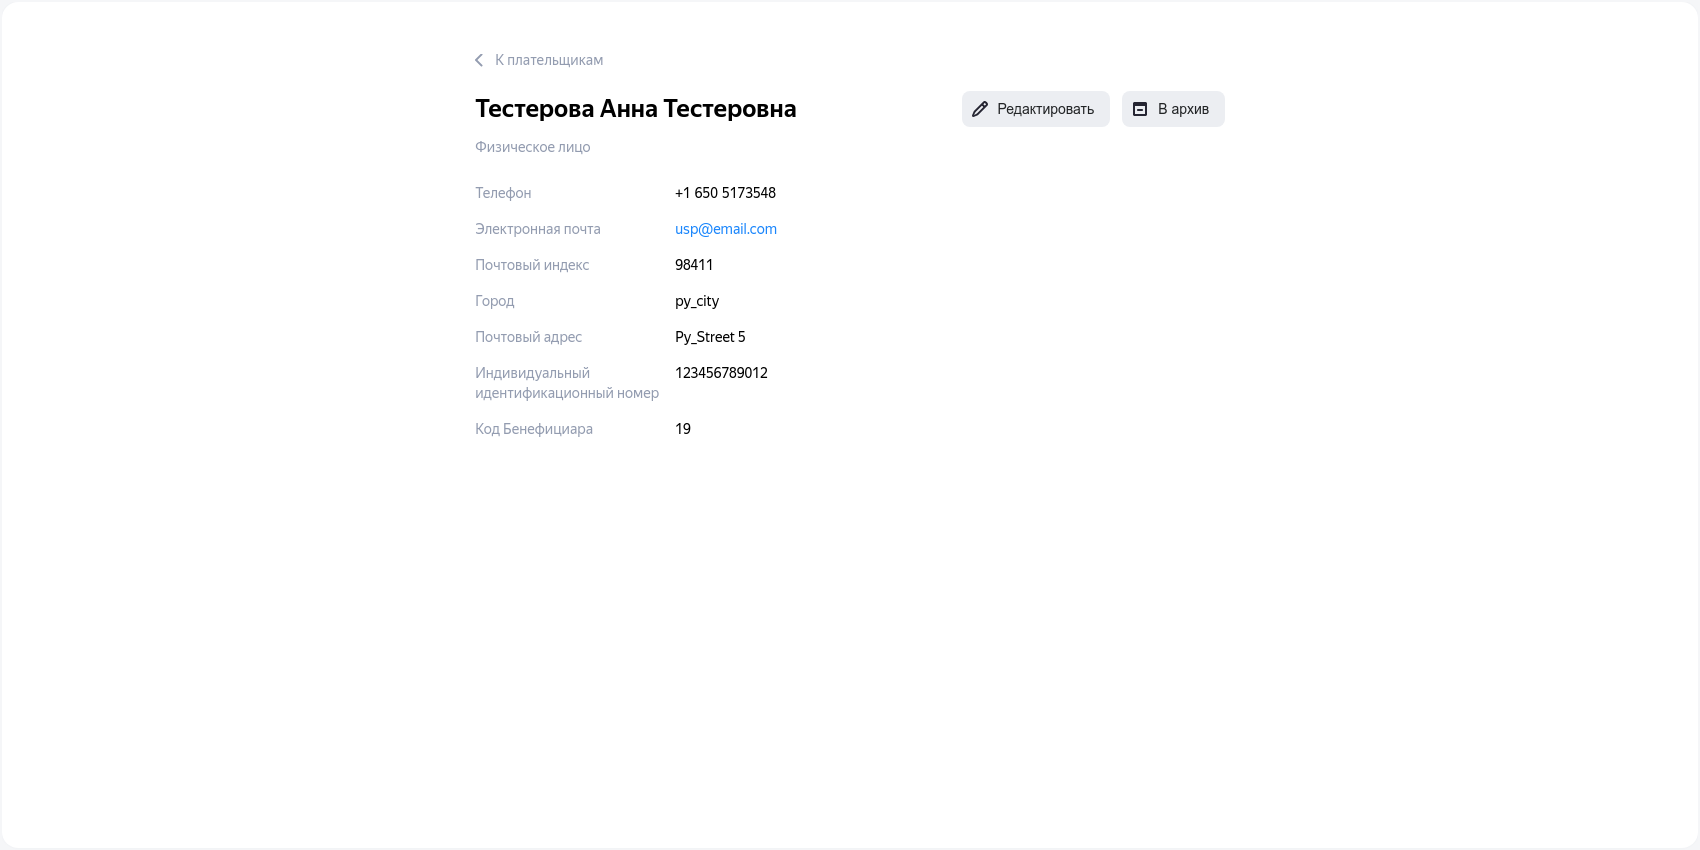 К плательщикам
Тестерова Анна Тестеровна
Редактировать
В архив
Физическое лицо
Телефон +1 650 5173548
Электронная почта usp@email.com
Почтовый индекс 98411
Город py_city
Почтовый адрес Py_Street 5
Индивидуальный 123456789012
идентификационный номер
Код Бенефициара 19